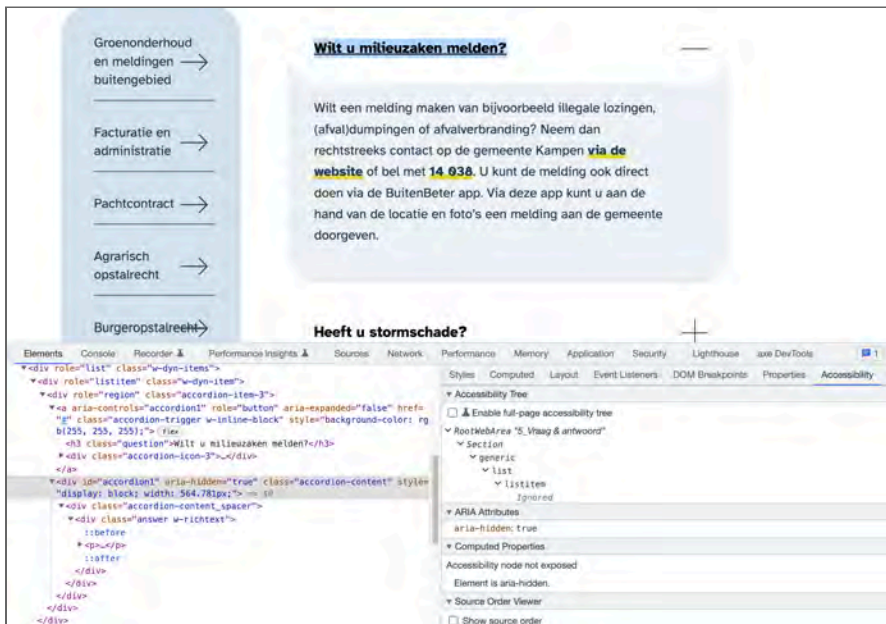 Groenonderhoud
en meldingen
buitengebied
Facturatie en
administratie
Pachtcontract
Agrarisch
opstalrecht
Burgeropstalrecht
Wilt u milieuzaken melden?
Wilt een melding maken van bijvoorbeeld illegale lozingen,
(afval)dumpingen of afvalverbranding? Neem dan
rechtstreeks contact op de gemeente Kampen via de
website of bel met 14 038. U kunt de melding ook direct
doen via de BuitenBeter app. Via deze app kunt u aan de
hand van de locatie en foto's een melding aan de gemeente
doorgeven.
Heeft u stormschade?
Elements Console Recorder Performance Insights Sources Network Performance Memory Application Security Lighthouse axe DevTools 1
<div role="list" class="w-dyn-items">
<div role="listitem" class="w-dyn-item">
<div role="region" class="accordion-item-3">
<a aria-controls="accordion1" role="button" aria-expanded="false" href=
"#" class="accordion-trigger w-inline-block" style="background-color: rg
b(255, 255, 255);"> flex
<h3 class="question">Wilt u milieuzaken melden?</h3>
<div class="accordion-icon-3">…</div>
</a>
<div id="accordion1" aria-hidden="true" class="accordion-content" style=
"display: block; width: 564.781px;"> == $0
<div class="accordion-content_spacer">
<div class="answer w-richtext">
::before
<p>…</p>
::after
</div>
</div>
</div>
</div>
</div>
Styles Computed Layout Event Listeners DOM Breakpoints Properties Accessibility
Accessibility Tree
Enable full-page accessibility tree
RootWebArea "5_Vraag & antwoord"
Section
generic
list
listitem
Ignored
ARIA Attributes
aria-hidden: true
Computed Properties
Accessibility node not exposed
Element is aria-hidden.
Source Order Viewer
Show source order